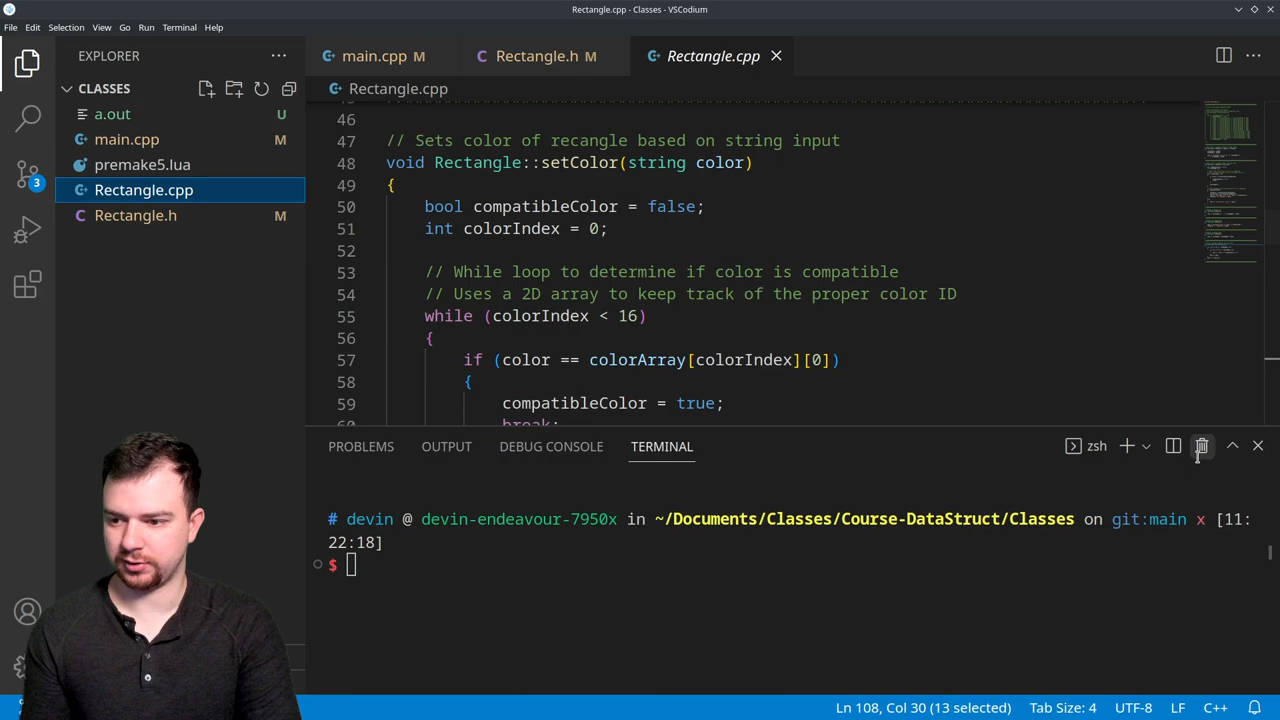 Rectangle.cpp - Classes - VSCodium
File Edit Selection View Go Run Terminal Help
EXPLORER
CLASSES
a.out U
main.cpp M
premake5.lua
Rectangle.cpp
Rectangle.h M
3
main.cpp M
Rectangle.h M
Rectangle.cpp
Rectangle.cpp
46
47 // Sets color of recangle based on string input
48 void Rectangle::setColor(string color)
49 {
50 bool compatibleColor = false;
51 int colorIndex = 0;
52
53 // While loop to determine if color is compatible
54 // Uses a 2D array to keep track of the proper color ID
55 while (colorIndex < 16)
56 {
57 if (color == colorArray[colorIndex][0])
58 {
59 compatibleColor = true;
60 break;
PROBLEMS OUTPUT DEBUG CONSOLE TERMINAL
zsh
# devin @ devin-endeavour-7950x in ~/Documents/Classes/Course-DataStruct/Classes on git:main x [11:
22:18]
$
Ln 108, Col 30 (13 selected) Tab Size: 4 UTF-8 LF C++